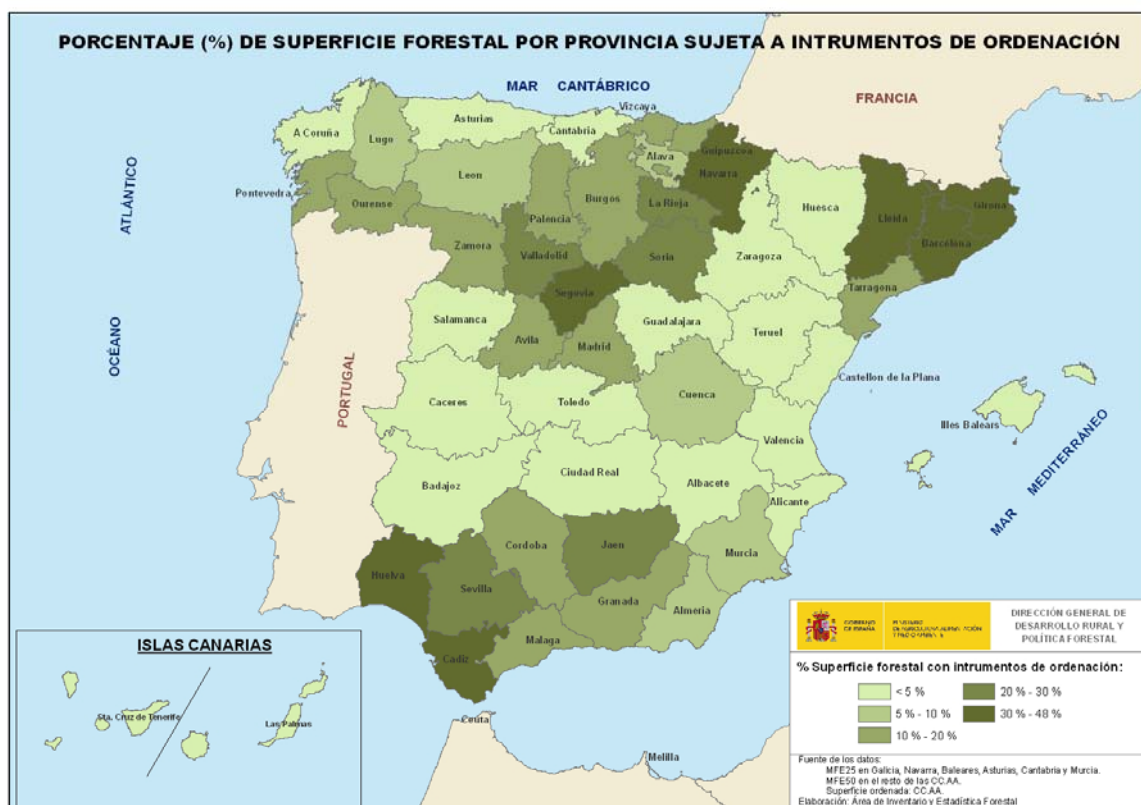 PORCENTAJE (%) DE SUPERFICIE FORESTAL POR PROVINCIA SUJETA A INTRUMENTOS DE ORDENACIÓN
MAR CANTÁBRICO
FRANCIA
Vizcaya
A Coruña
Lugo
Asturias
Cantabria
Alava
Guipuzcoa
Navarra
Leon
Pontevedra
Ourense
Palencia
Burgos
La Rioja
Huesca
Lleida
Girona
Barcelona
ATLÁNTICO
Zamora
Valladolid
Soria
Zaragoza
Tarragona
Segovia
Salamanca
Avila
Madrid
Guadalajara
Teruel
OCÉANO
PORTUGAL
Castellon de la Plana
Caceres
Toledo
Cuenca
Valencia
Illes Balears
MAR MEDITERRÁNEO
Badajoz
Ciudad Real
Albacete
Alicante
Huelva
Sevilla
Cordoba
Jaen
Murcia
Granada
Almeria
Malaga
Cadiz
Ceuta
Melilla
ISLAS CANARIAS
Sta. Cruz de Tenerife
Las Palmas
GOBIERNO
DE ESPAÑA
DIRECCIÓN GENERAL DE
DESARROLLO RURAL Y
POLÍTICA FORESTAL
% Superficie forestal con intrumentos de ordenación:
< 5 %
20 % - 30 %
5 % - 10 %
30 % - 48 %
10 % - 20 %
Fuente de los datos:
MFE25 en Galicia, Navarra, Baleares, Asturias, Cantabria y Murcia.
MFE50 en el resto de las CC.AA.
Superficie ordenada: CC.AA.
Elaboración: Área de Inventario y Estadística Forestal